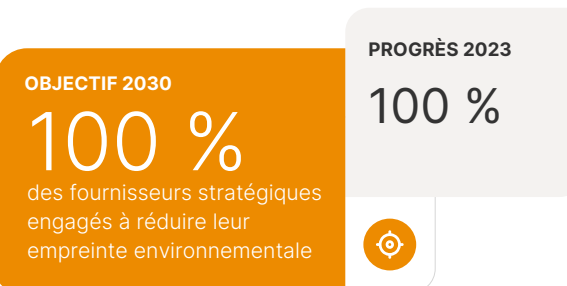 OBJECTIF 2030
100 %
des fournisseurs stratégiques
engagés à réduire leur
empreinte environnementale
PROGRÈS 2023
100 %